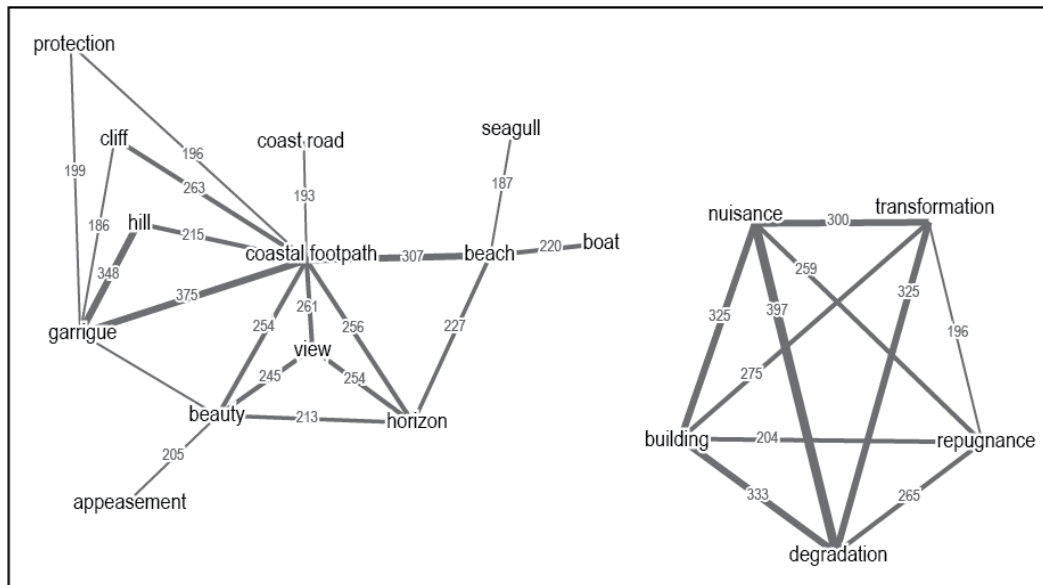 protection
cliff
coast road
seagull
196
199
263
193
187
186
hill
215
nuisance
300
transformation
coastal footpath
307
beach
220
boat
348
259
375
261
397
325
garrigue
254
256
227
325
196
view
245
254
275
beauty
213
horizon
building
204
repugnance
205
appeasement
333
265
degradation